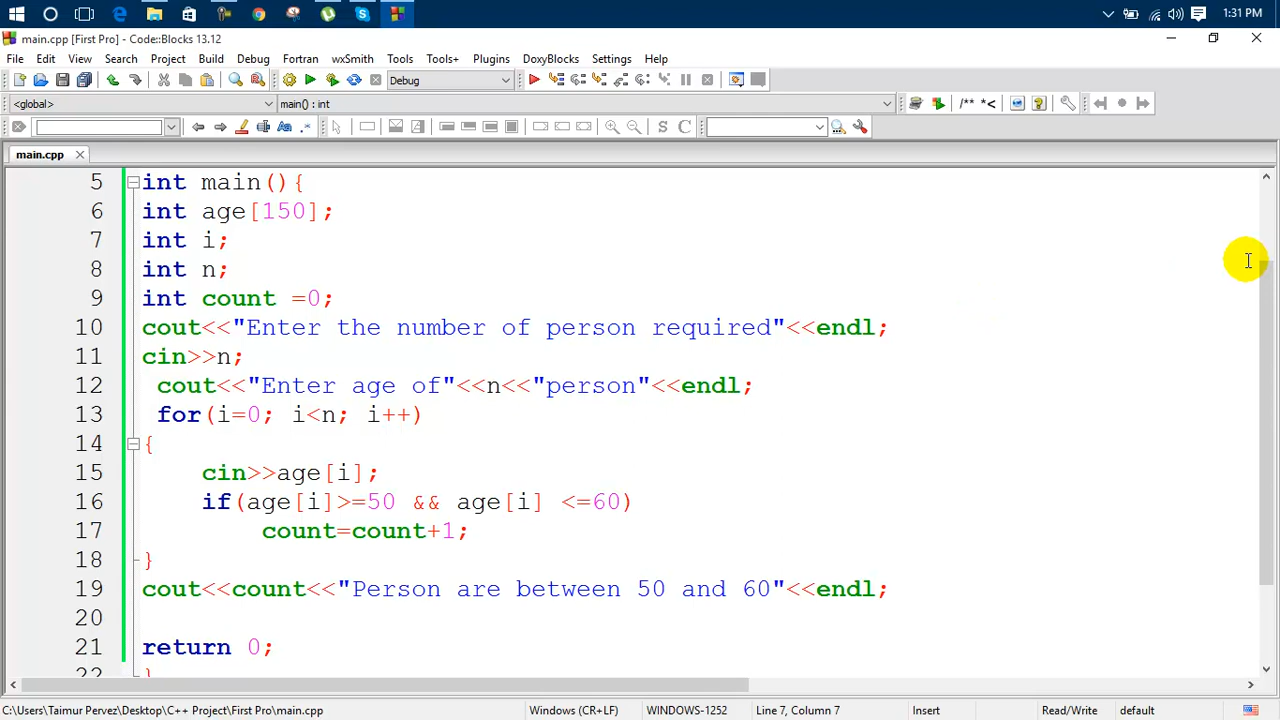 1:31 PM
main.cpp [First Pro] - Code::Blocks 13.12
File Edit View Search Project Build Debug Fortran wxSmith Tools Tools+ Plugins DoxyBlocks Settings Help
Debug
<global> main() : int /** *<
Aa .* S C
main.cpp
5 int main(){
6 int age[150];
7 int i;
8 int n;
9 int count =0;
10 cout<<"Enter the number of person required"<<endl;
11 cin>>n;
12 cout<<"Enter age of"<<n<<"person"<<endl;
13 for(i=0; i<n; i++)
14 {
15 cin>>age[i];
16 if(age[i]>=50 && age[i] <=60)
17 count=count+1;
18 }
19 cout<<count<<"Person are between 50 and 60"<<endl;
20
21 return 0;
22 }
C:\Users\Taimur Pervez\Desktop\C++ Project\First Pro\main.cpp Windows (CR+LF) WINDOWS-1252 Line 7, Column 7 Insert Read/Write default